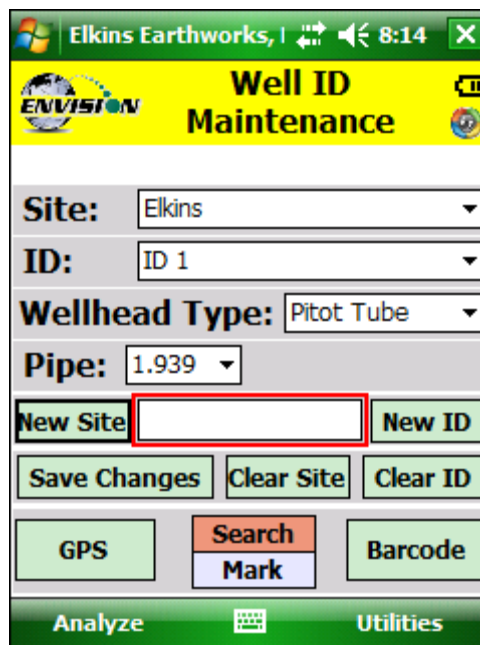 Elkins Earthworks, I 8:14
ENVISION
Well ID
Maintenance
Site: Elkins
ID: ID 1
Wellhead Type: Pitot Tube
Pipe: 1.939
New Site New ID
Save Changes Clear Site Clear ID
GPS Search Mark Barcode
Analyze Utilities